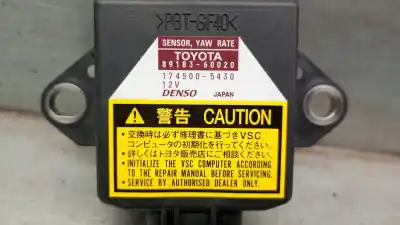 >PBT-GIF40<
SENSOR, YAW RATE
TOYOTA
89183-60020
174500-5430
12V
DENSO JAPAN
警告 CAUTION
・交換時は必ず修理書に基づきVSC
コンピュータの初期化を行ってください。
・詳しくはトヨタ販売店にご相談ください。
・INITIALIZE THE VSC COMPUTER ACCORDING
TO THE REPAIR MANUAL BEFORE SERVICING.
・SERVICE BY AUTHORISED DEALER ONLY.